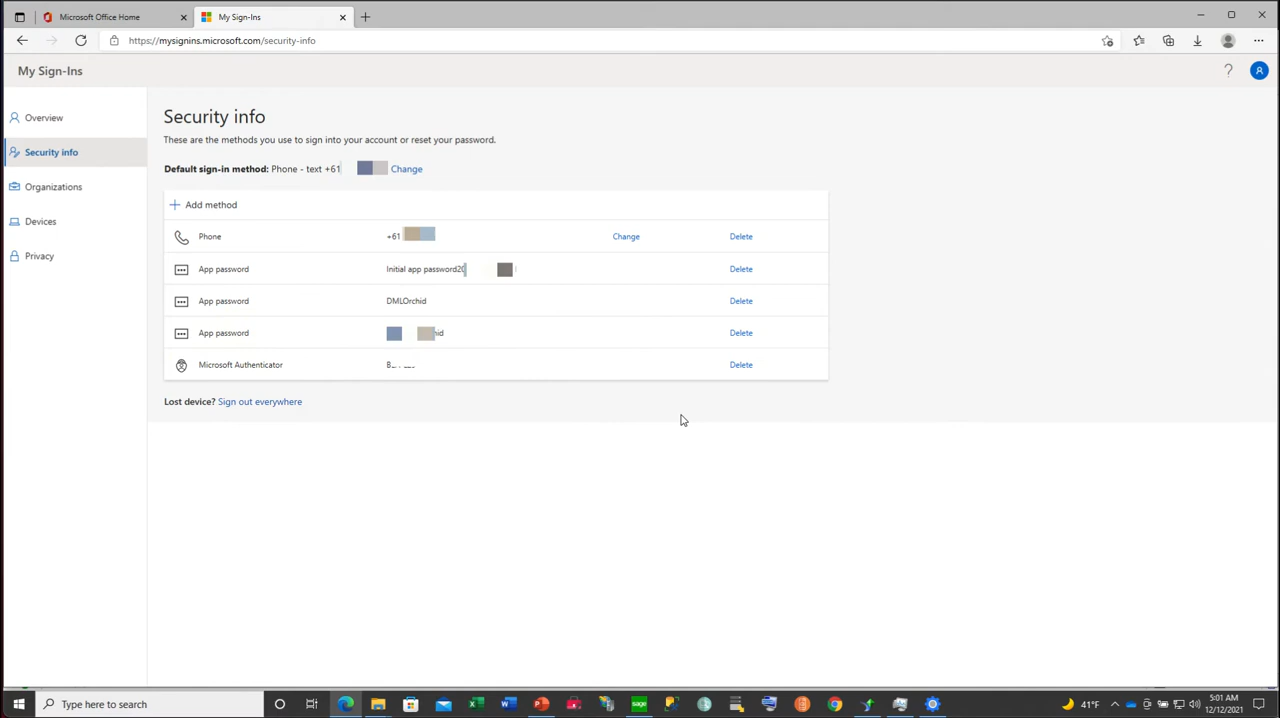 Microsoft Office Home
My Sign-Ins
https://mysignins.microsoft.com/security-info
My Sign-Ins
?
Overview
Security info
Organizations
Devices
Privacy
Security info
These are the methods you use to sign into your account or reset your password.
Default sign-in method: Phone - text +61 Change
Add method
Phone +61 Change Delete
App password Initial app password20 Delete
App password DMLOrchid Delete
App password Delete
Microsoft Authenticator Delete
Lost device? Sign out everywhere
Type here to search
sage
41°F
5:01 AM
12/12/2021